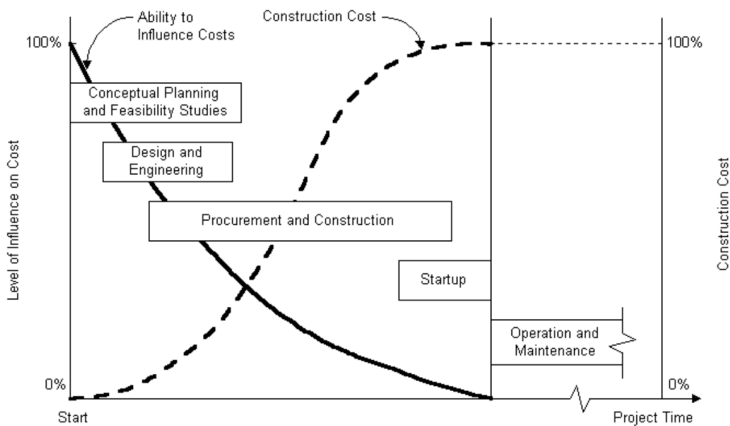 Ability to
Influence Costs
Construction Cost
100%
100%
Conceptual Planning
and Feasibility Studies
Design and
Engineering
Procurement and Construction
Startup
Operation and
Maintenance
Level of Influence on Cost
Construction Cost
0%
0%
Start
Project Time